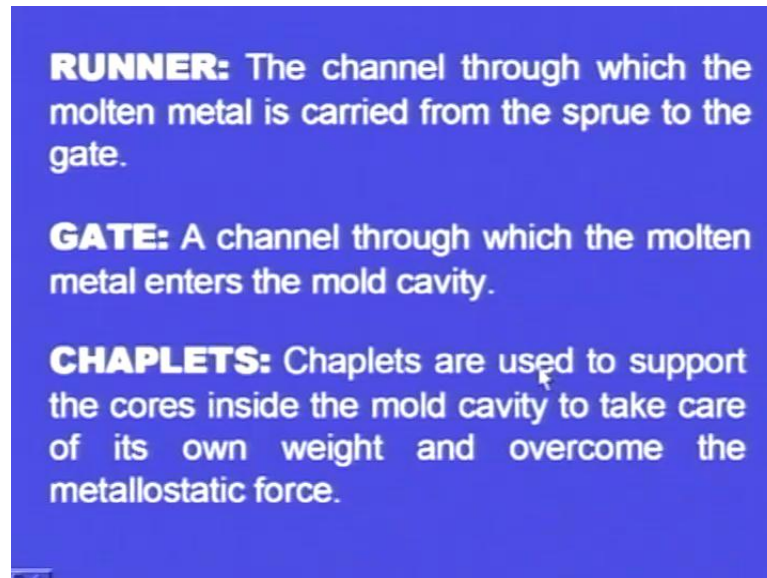 RUNNER: The channel through which the
molten metal is carried from the sprue to the
gate.
GATE: A channel through which the molten
metal enters the mold cavity.
CHAPLETS: Chaplets are used to support
the cores inside the mold cavity to take care
of its own weight and overcome the
metallostatic force.